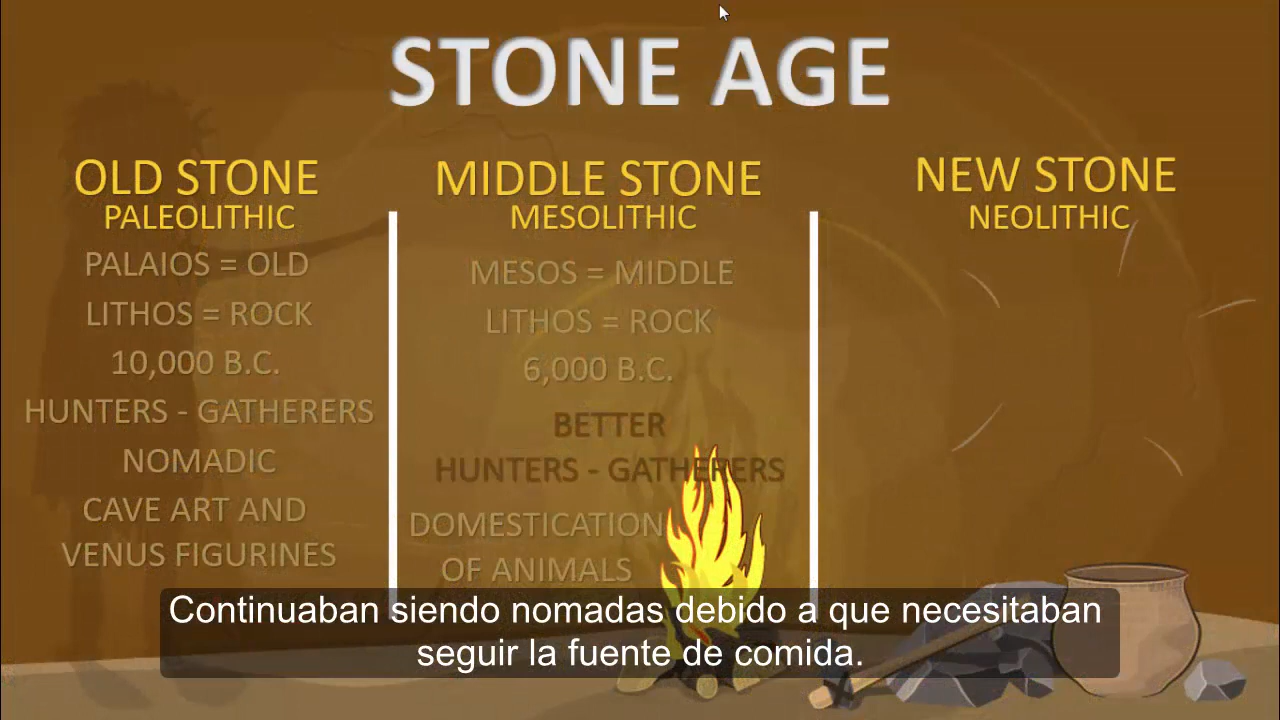 STONE AGE
OLD STONE
PALEOLITHIC
PALAIOS = OLD
LITHOS = ROCK
10,000 B.C.
HUNTERS - GATHERERS
NOMADIC
CAVE ART AND
VENUS FIGURINES
MIDDLE STONE
MESOLITHIC
MESOS = MIDDLE
LITHOS = ROCK
6,000 B.C.
BETTER
HUNTERS - GATHERERS
DOMESTICATION
OF ANIMALS
NEW STONE
NEOLITHIC
Continuaban siendo nomadas debido a que necesitaban
seguir la fuente de comida.